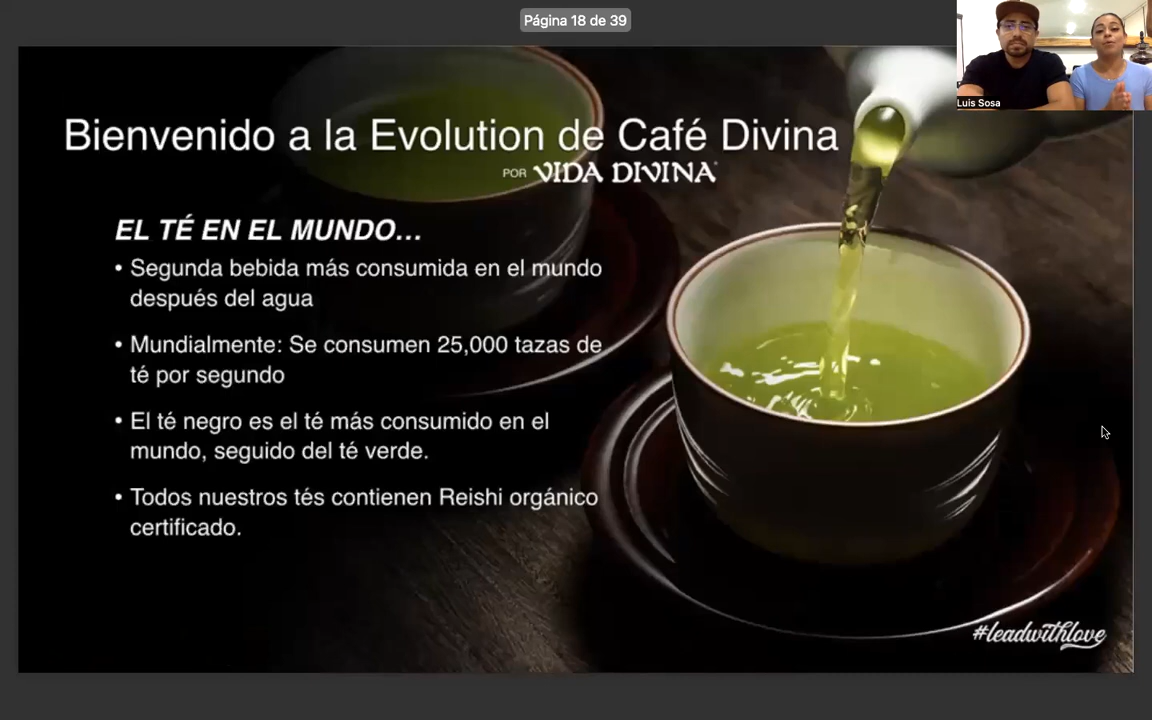 Página 18 de 39
Luis Sosa
Bienvenido a la Evolution de Café Divina
POR VIDA DIVINA
EL TÉ EN EL MUNDO...
• Segunda bebida más consumida en el mundo
después del agua
• Mundialmente: Se consumen 25,000 tazas de
té por segundo
• El té negro es el té más consumido en el
mundo, seguido del té verde.
• Todos nuestros tés contienen Reishi orgánico
certificado.
#leadwithlove